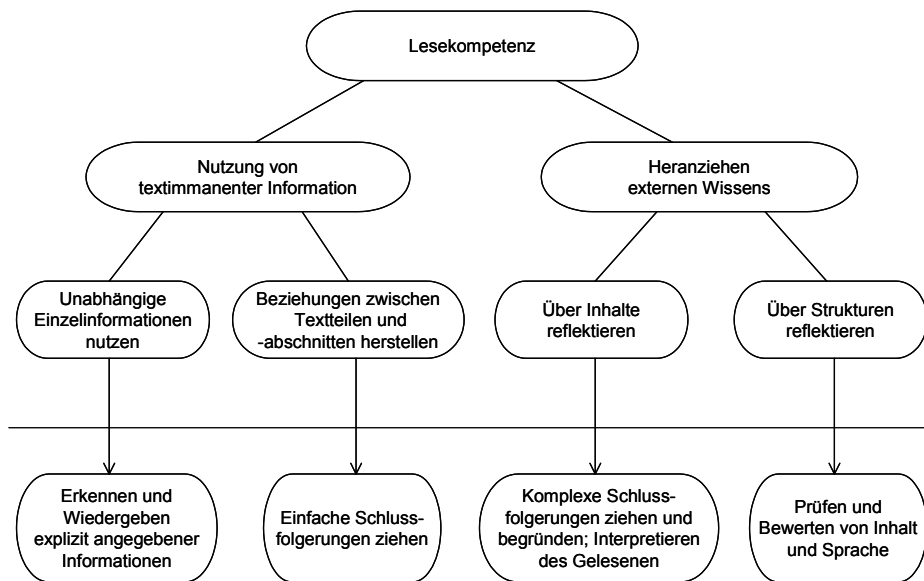 Lesekompetenz
Nutzung von
textimmanenter Information
Heranziehen
externen Wissens
Unabhängige
Einzelinformationen
nutzen
Beziehungen zwischen
Textteilen und
-abschnitten herstellen
Über Inhalte
reflektieren
Über Strukturen
reflektieren
Erkennen und
Wiedergeben
explizit angegebener
Informationen
Einfache Schluss-
folgerungen ziehen
Komplexe Schluss-
folgerungen ziehen und
begründen; Interpretieren
des Gelesenen
Prüfen und
Bewerten von Inhalt
und Sprache